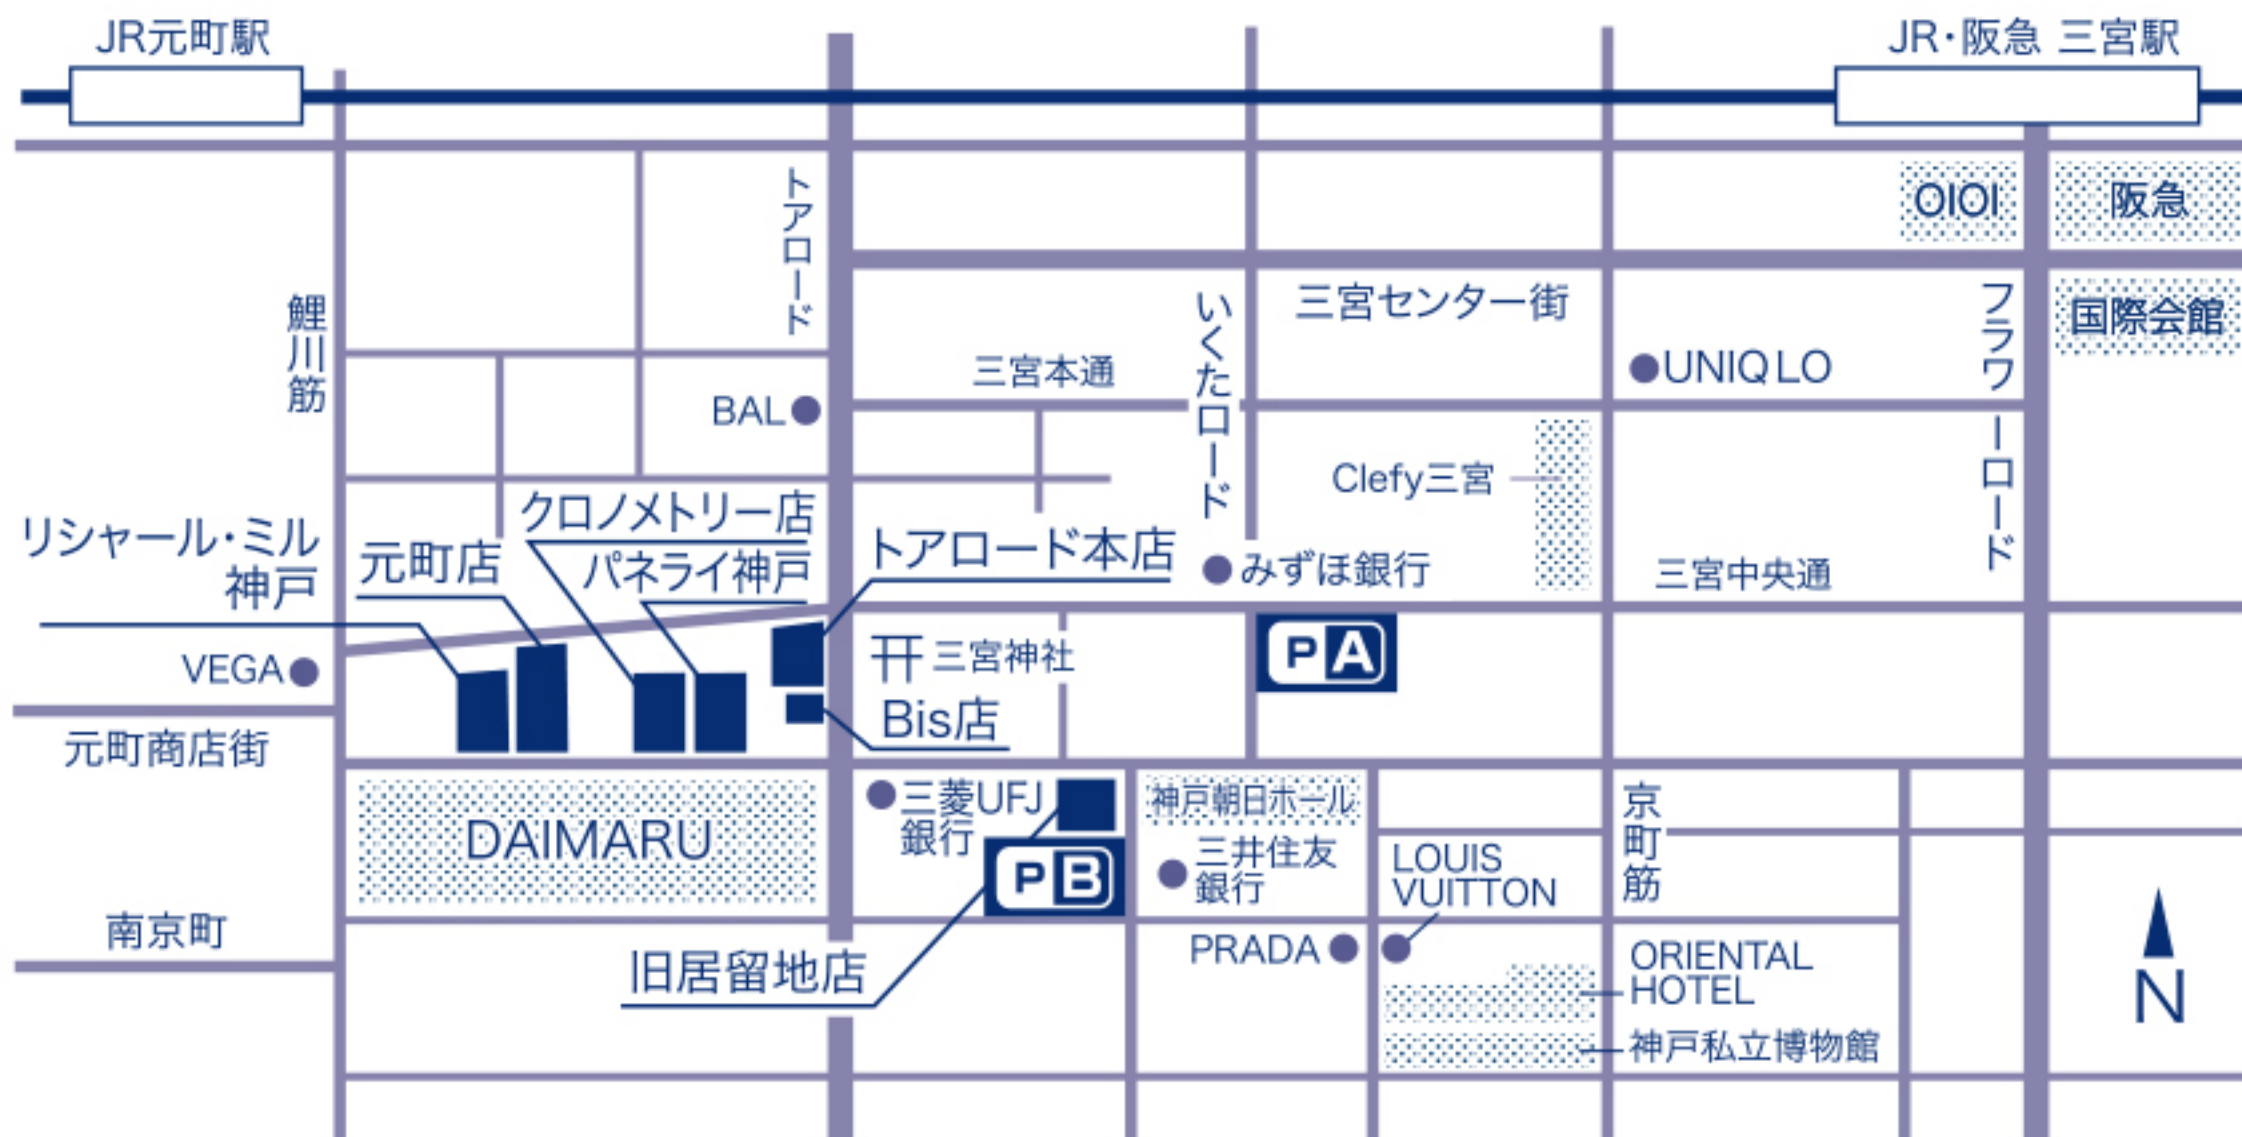 JR元町駅
JR・阪急 三宮駅
トアロード
OIOI
阪急
鯉川筋
いくたロード
三宮センター街
フラワーロード
国際会館
三宮本通
UNIQLO
BAL
Clefy三宮
クロノメトリー店
リシャール・ミル
神戸
元町店
パネライ神戸
トアロード本店
みずほ銀行
三宮中央通
VEGA
三宮神社
P A
Bis店
元町商店街
DAIMARU
三菱UFJ
銀行
神戸朝日ホール
京町筋
P B
三井住友
銀行
LOUIS
VUITTON
南京町
旧居留地店
PRADA
ORIENTAL
HOTEL
神戸私立博物館
N